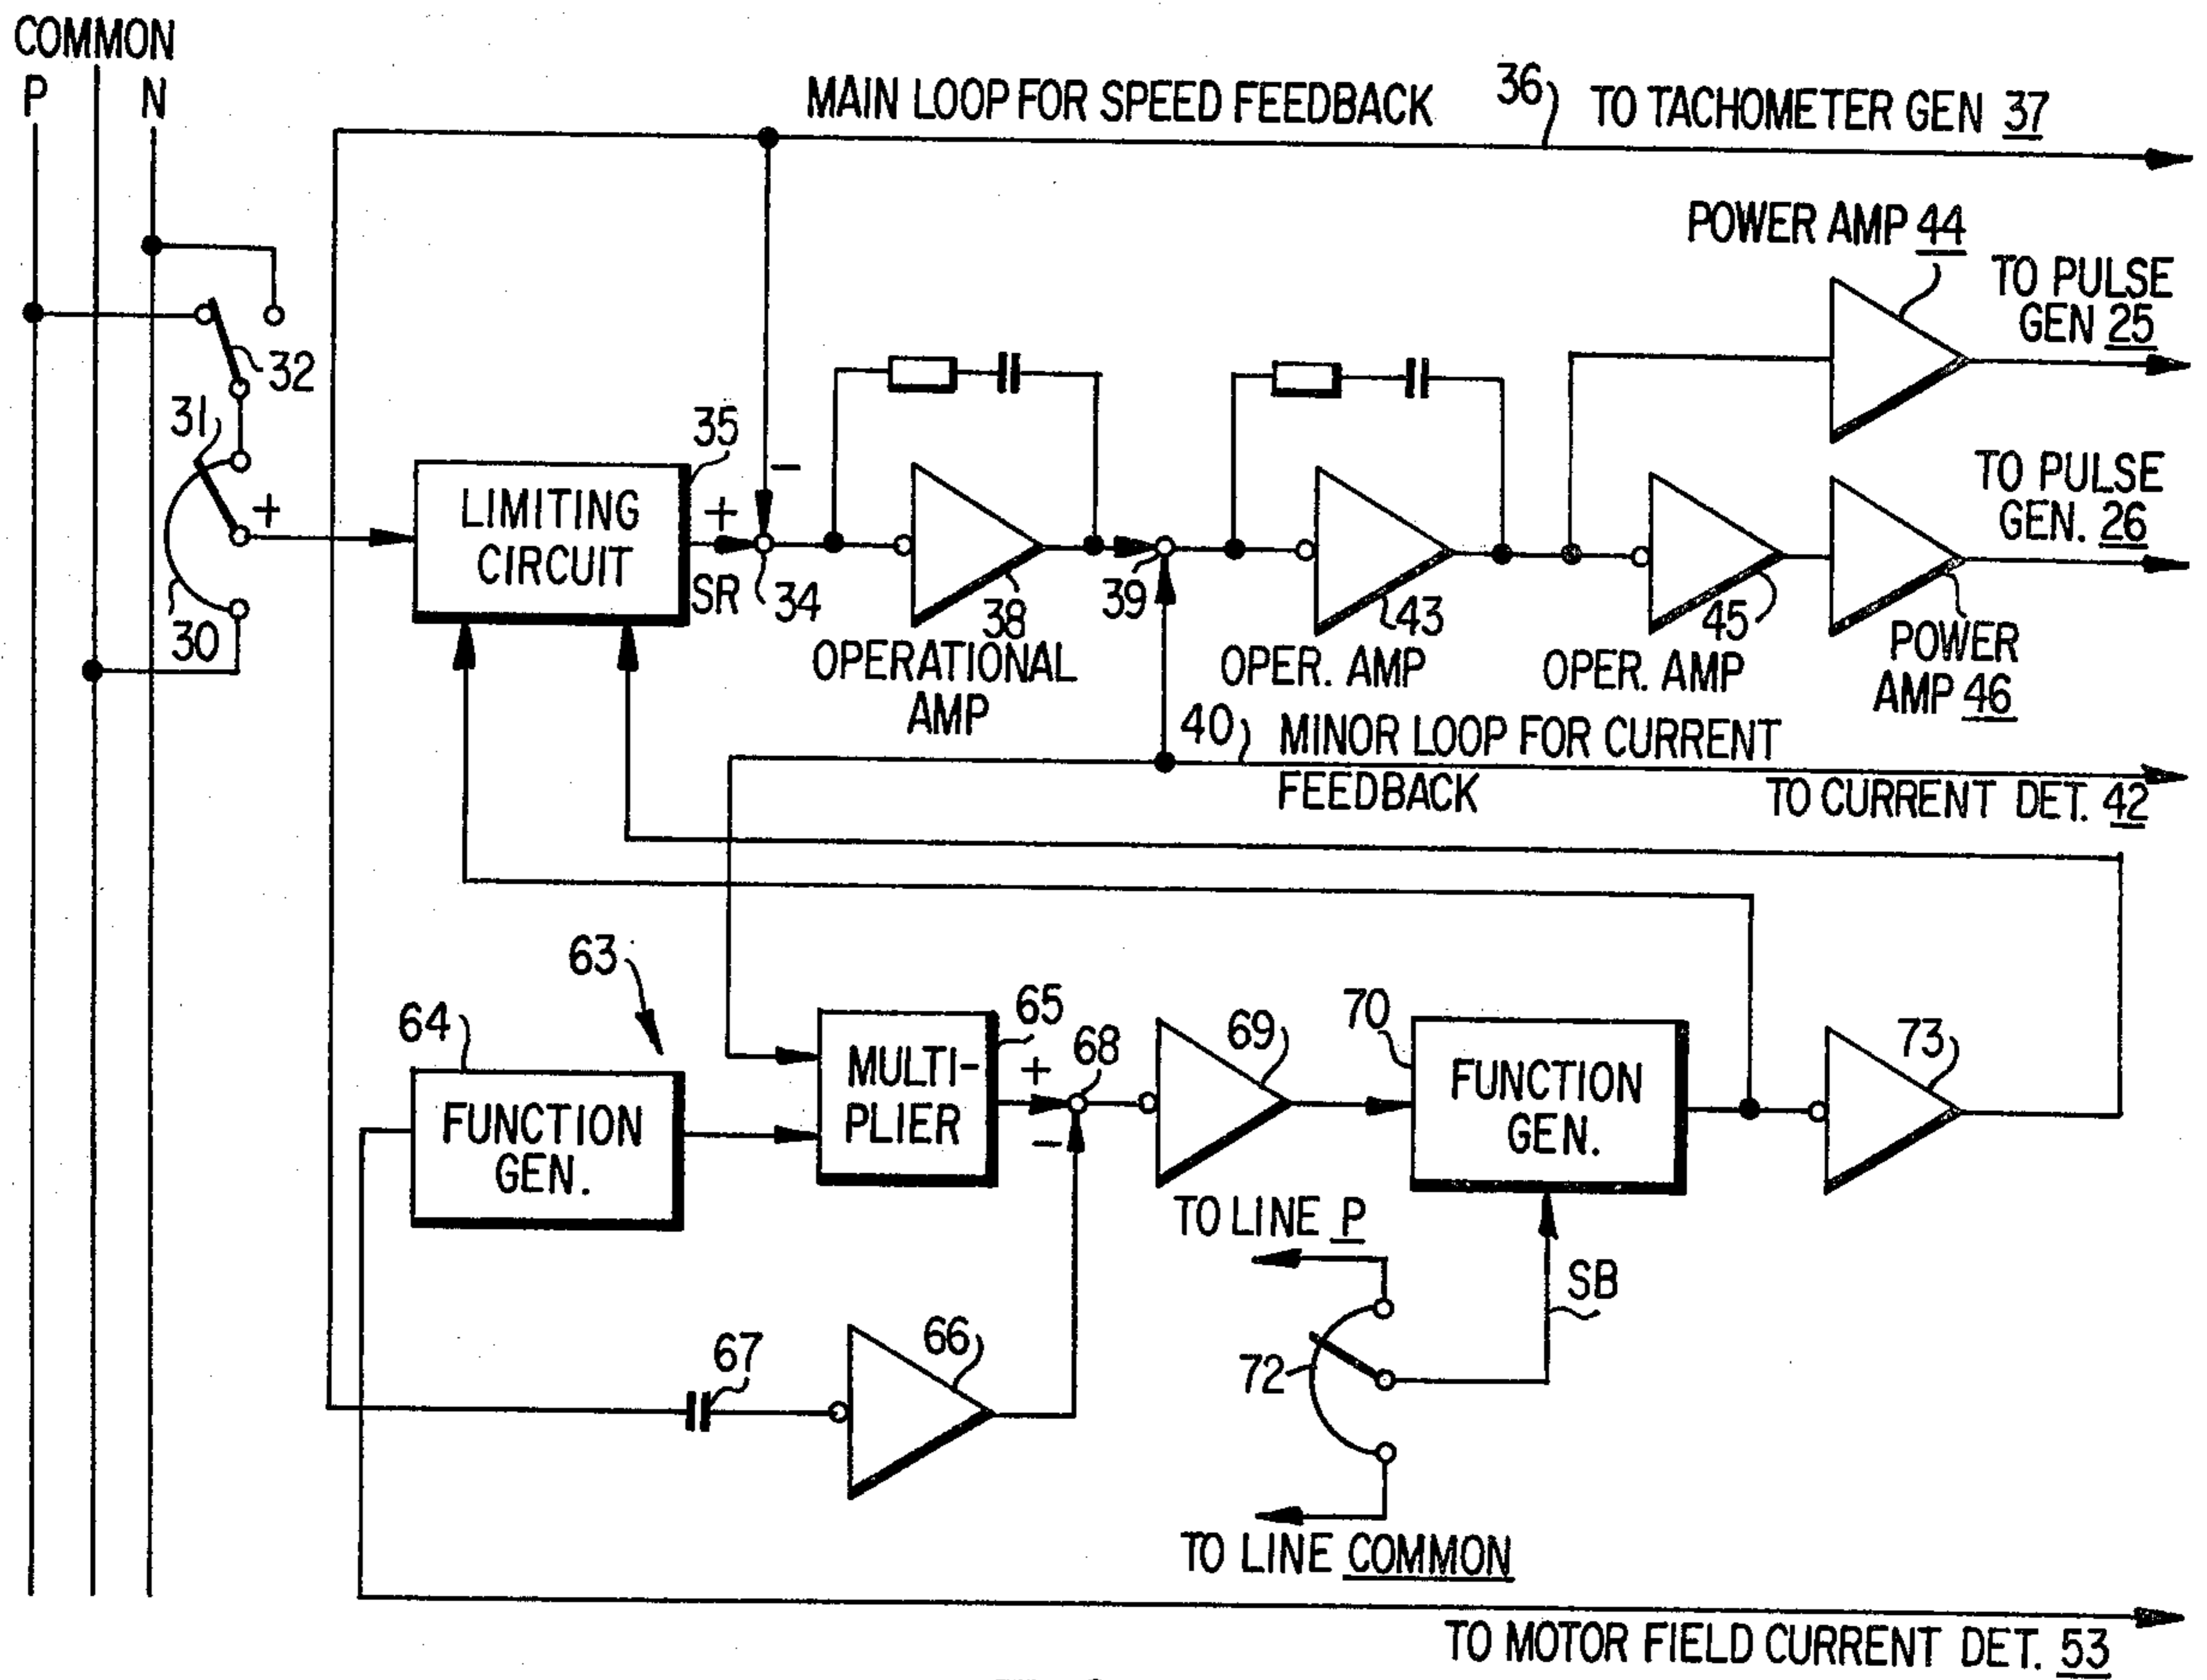 COMMON
P
N
MAIN LOOP FOR SPEED FEEDBACK
36
TO TACHOMETER GEN 37
POWER AMP 44
TO PULSE
GEN 25
32
31
+
30
LIMITING
CIRCUIT
35
+
−
SR
34
38
OPERATIONAL
AMP
39
43
OPER. AMP
45
OPER. AMP
TO PULSE
GEN. 26
POWER
AMP 46
40
MINOR LOOP FOR CURRENT
FEEDBACK
TO CURRENT DET. 42
63
64
FUNCTION
GEN.
65
MULTI-
PLIER
+
−
68
69
70
FUNCTION
GEN.
73
TO LINE P
SB
72
67
66
TO LINE COMMON
TO MOTOR FIELD CURRENT DET. 53